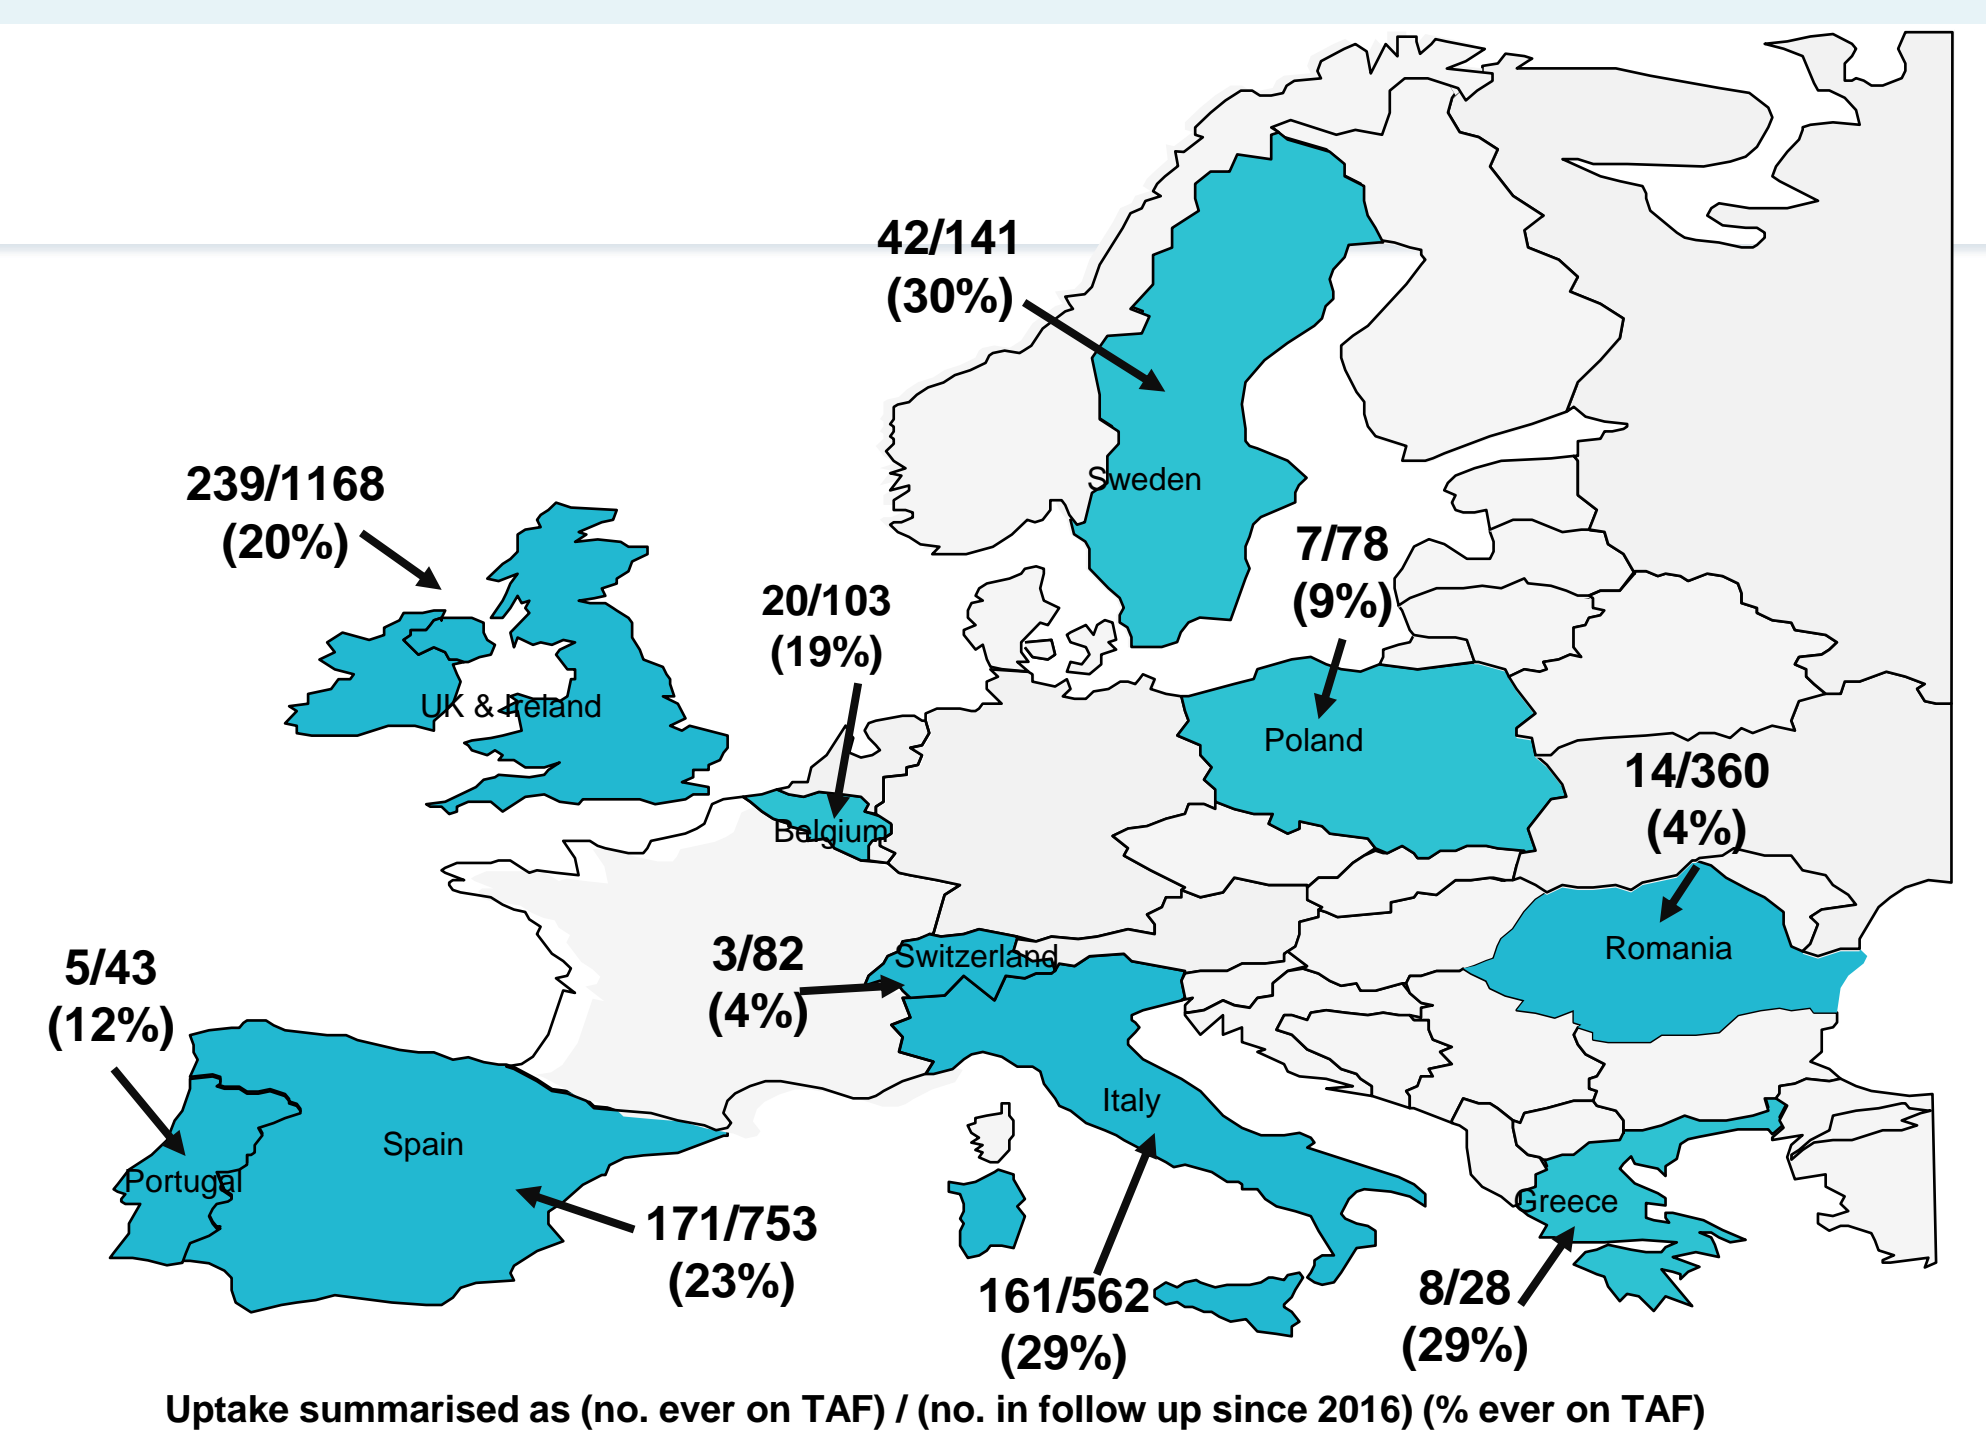 42/141
(30%)
Sweden
239/1168
(20%)
UK & Ireland
7/78
(9%)
Poland
20/103
(19%)
Belgium
14/360
(4%)
Romania
3/82
(4%)
Switzerland
5/43
(12%)
Portugal
Spain
171/753
(23%)
Italy
161/562
(29%)
Greece
8/28
(29%)
Uptake summarised as (no. ever on TAF) / (no. in follow up since 2016) (% ever on TAF)